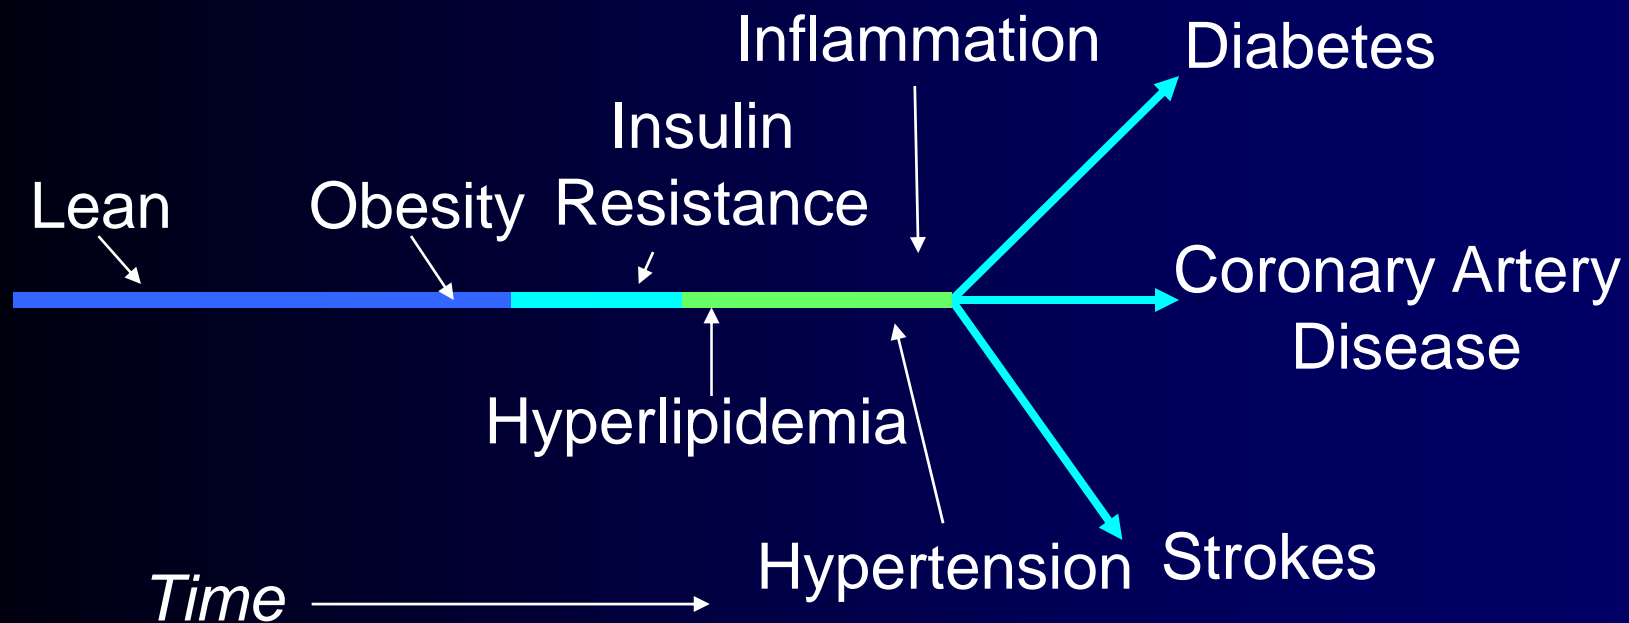 Inflammation
Diabetes
Insulin
Resistance
Lean
Obesity
Coronary Artery
Disease
Hyperlipidemia
Hypertension
Strokes
Time